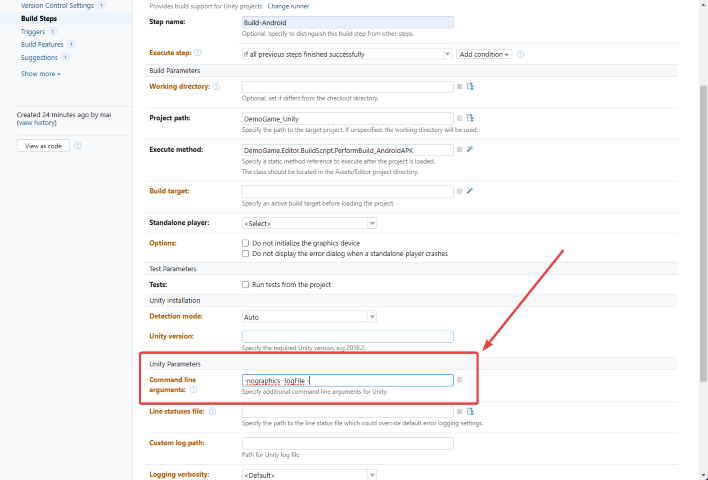 Version Control Settings 1
Build Steps
Triggers 1
Build Features 1
Suggestions 1
Show more
Created 24 minutes ago by mai
(view history)
View as code ?
Provides build support for Unity projects Change runner
Step name:
Build-Android
Optional, specify to distinguish this build step from other steps.
Execute step: ?
If all previous steps finished successfully
Add condition ?
Build Parameters
Working directory: ?
Optional, set if differs from the checkout directory.
Project path:
DemoGame_Unity
Specify the path to the target project. If unspecified, the working directory will be used.
Execute method:
DemoGame.Editor.BuildScript.PerformBuild_AndroidAPK
Specify a static method reference to execute after the project is loaded.
The class should be located in the Assets/Editor project directory.
Build target:
Specify an active build target before loading the project.
Standalone player:
<Select>
Options:
Do not initialize the graphics device
Do not display the error dialog when a standalone player crashes
Test Parameters
Tests:
Run tests from the project
Unity Installation
Detection mode:
Auto
Unity version:
Specify the required Unity version, e.g 2018.2.
Unity Parameters
Command line
arguments: ?
-nographics -logFile -
Specify additional command line arguments for Unity.
Line statuses file: ?
Specify the path to the line status file which could override default error logging settings.
Custom log path:
Path for Unity log file
Logging verbosity:
<Default>